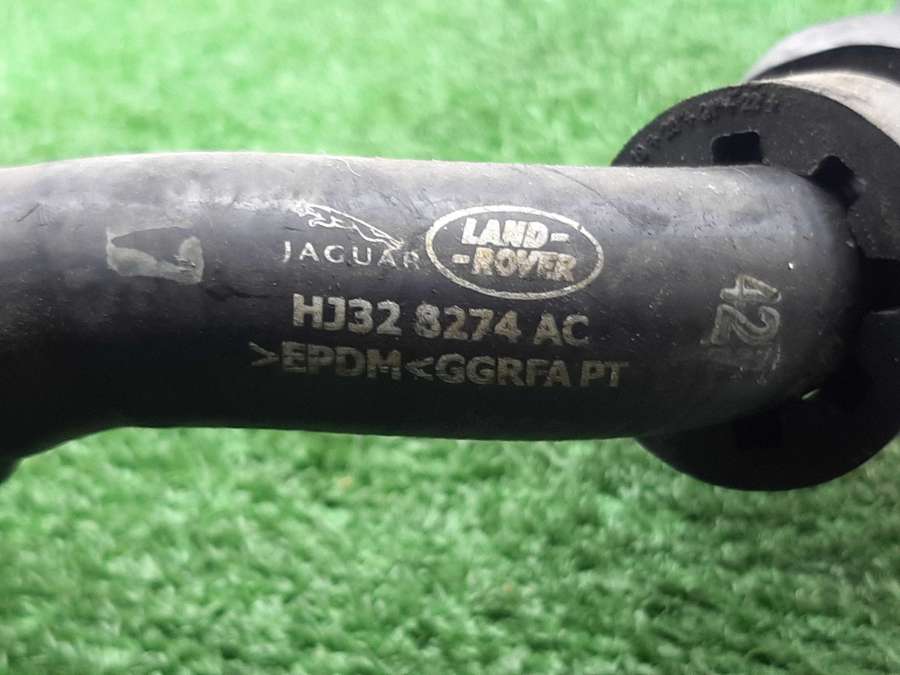 JAGUAR
LAND-
-ROVER
HJ32 8274 AC
>EPDM<GGRFA PT